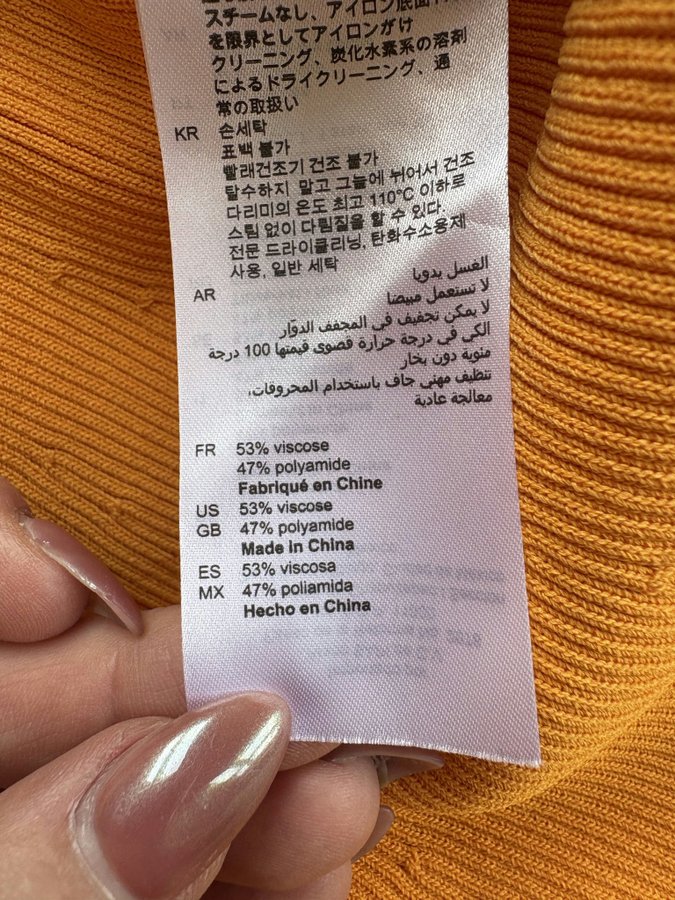 スチームなし、アイロン底面
を限界としてアイロンがけ
クリーニング、炭化水素系の溶剤
によるドライクリーニング、通
常の取扱い
KR 손세탁
표백 불가
빨래건조기 건조 불가
탈수하지 말고 그늘에 뉘어서 건조
다리미의 온도 최고 110°C 이하로
스팀 없이 다림질을 할 수 있다.
전문 드라이클리닝, 탄화수소용제
사용, 일반 세탁
AR الغسل يدويا
لا تستعمل مبيضا
لا يمكن تجفيف في المجفف الدوّار
الكي في درجة حرارة قصوى قيمتها 100 درجة
مئوية دون بخار
تنظيف مهني جاف باستخدام المحروقات،
معالجة عادية
FR 53% viscose
47% polyamide
Fabriqué en Chine
US 53% viscose
GB 47% polyamide
Made in China
ES 53% viscosa
MX 47% poliamida
Hecho en China